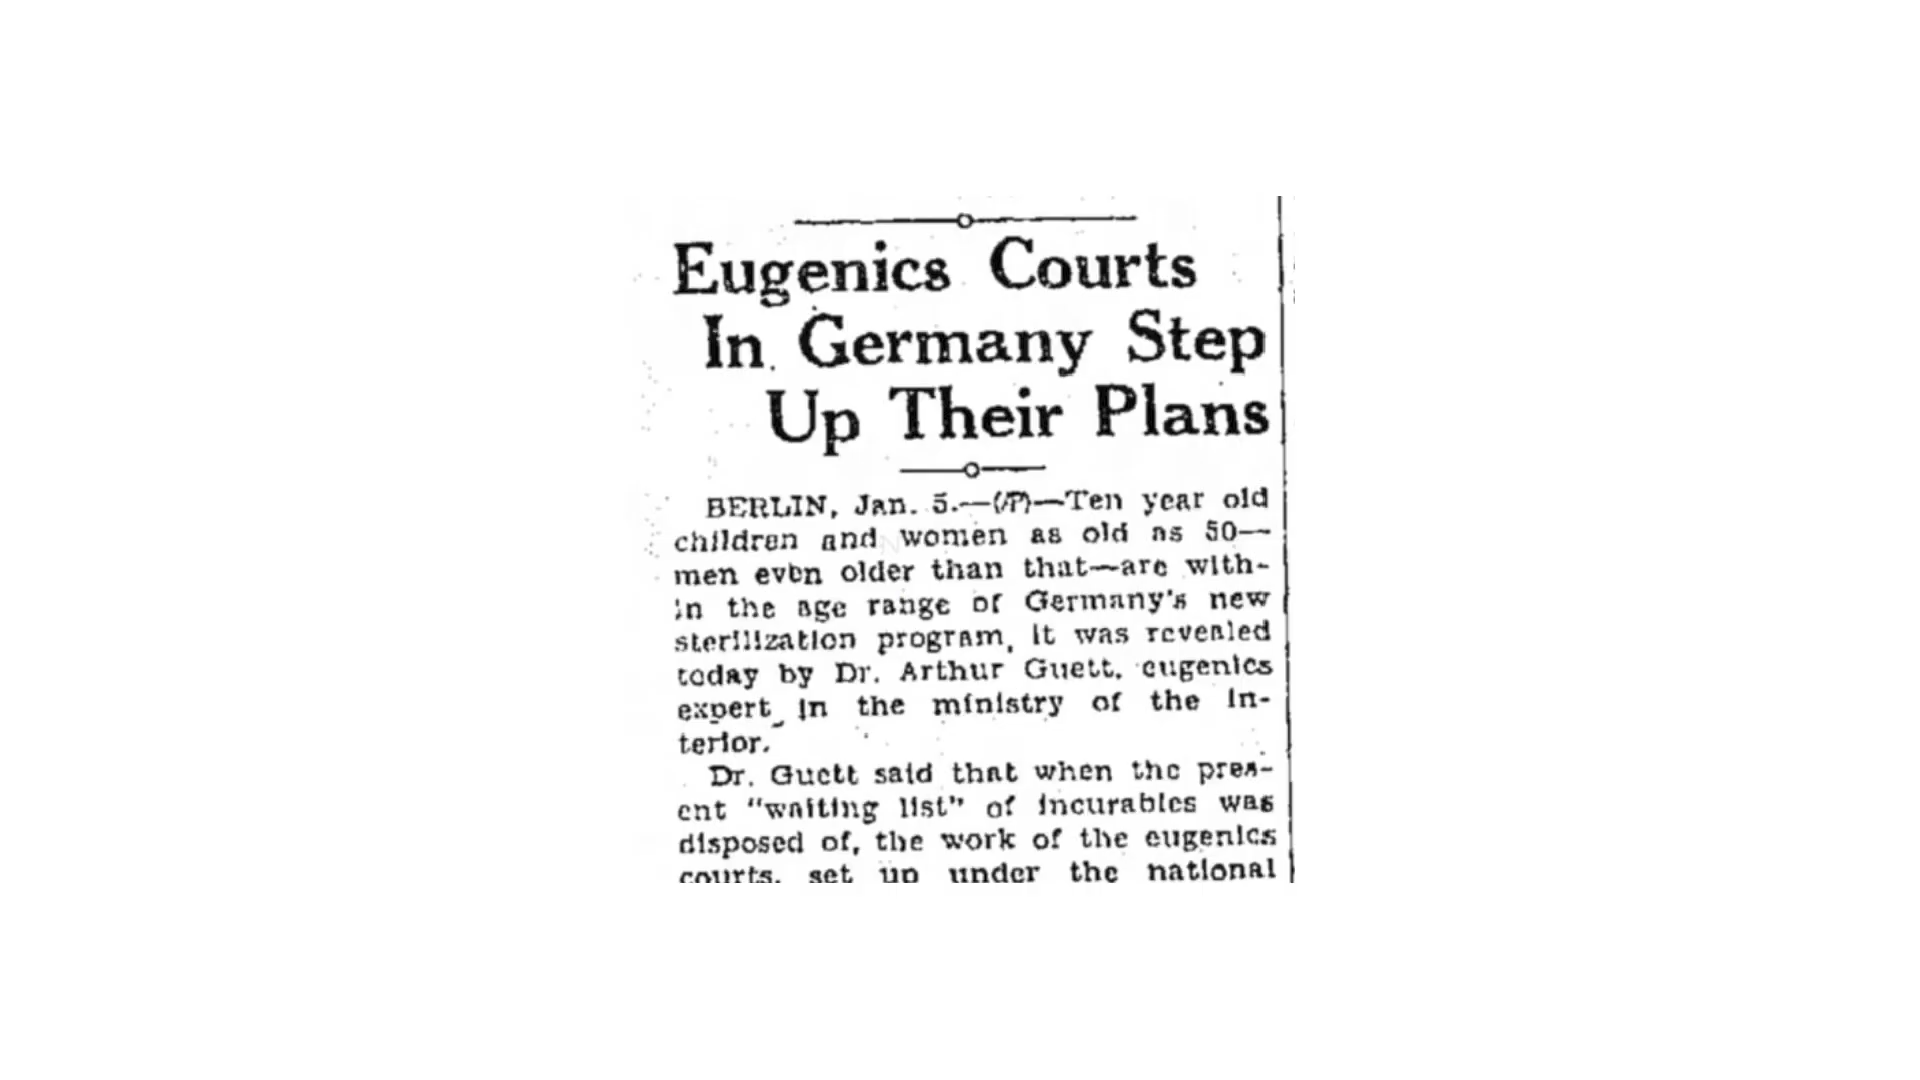 Eugenics Courts
In Germany Step
Up Their Plans
BERLIN, Jan. 5.—(AP)—Ten year old
children and women as old as 50—
men even older than that—are with-
in the age range of Germany's new
sterilization program, it was revealed
today by Dr. Arthur Guett, eugenics
expert in the ministry of the in-
terior.
Dr. Guett said that when the pres-
ent "waiting list" of incurables was
disposed of, the work of the eugenics
courts, set up under the national